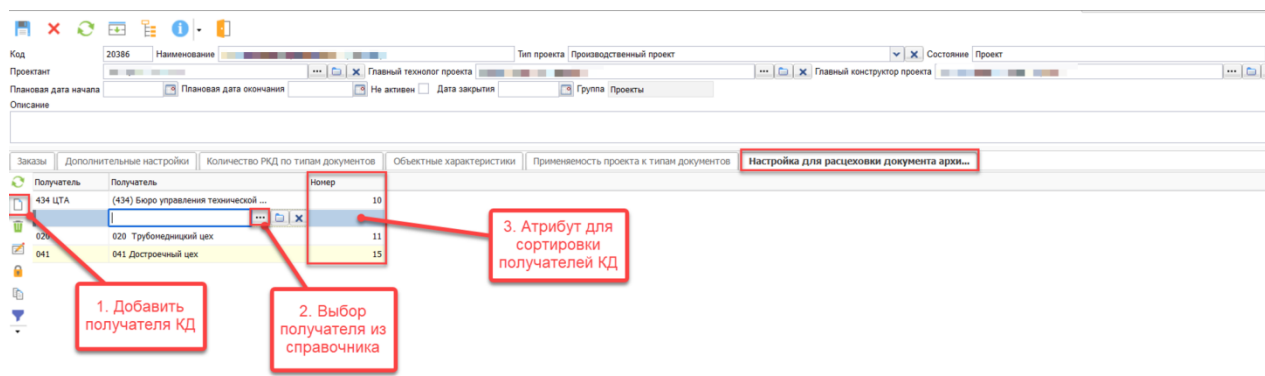 Код 20386 Наименование Тип проекта Производственный проект Состояние Проект
Проектант Главный технолог проекта Главный конструктор проекта
Плановая дата начала Плановая дата окончания Не активен Дата закрытия Группа Проекты
Описание
Заказы Дополнительные настройки Количество РКД по типам документов Объектные характеристики Применяемость проекта к типам документов Настройка для расцеховки документа архи...
Получатель Получатель Номер
434 ЦТА (434) Бюро управления технической ... 10
020 020 Трубомедницкий цех 11
041 041 Достроечный цех 15
1. Добавить
получателя КД
2. Выбор
получателя из
справочника
3. Атрибут для
сортировки
получателей КД